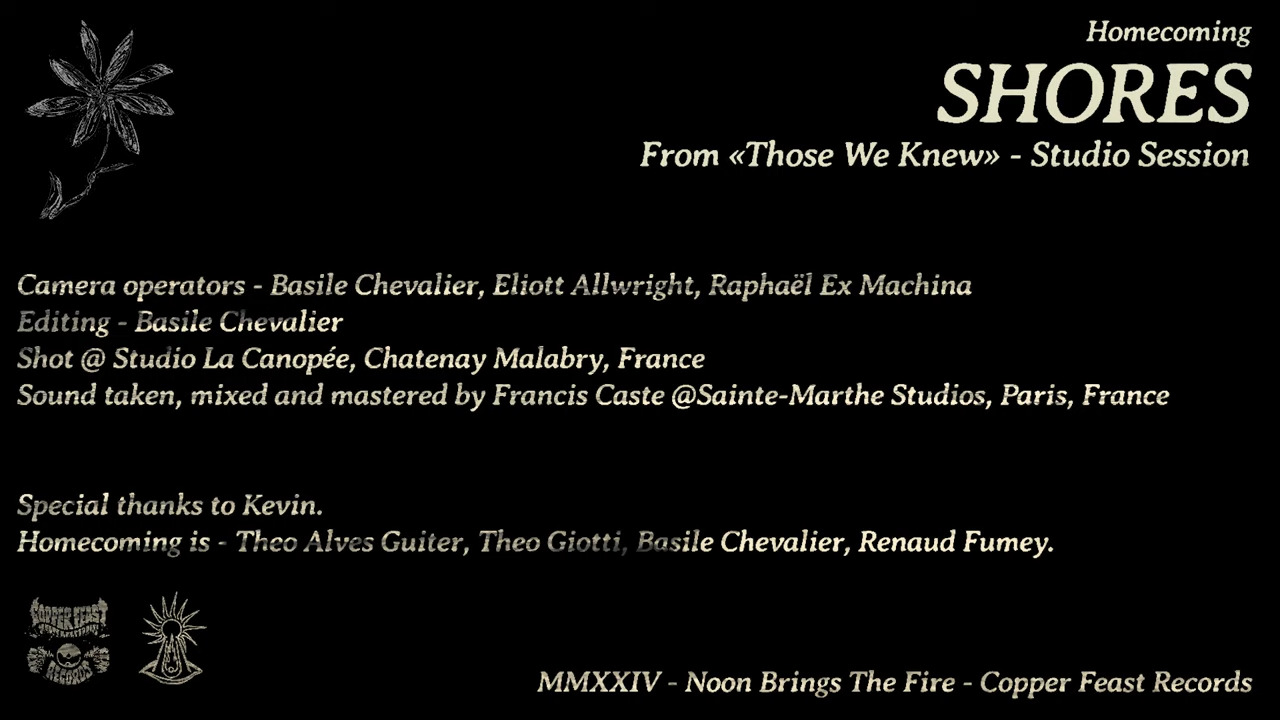 Homecoming
SHORES
From «Those We Knew» - Studio Session
Camera operators - Basile Chevalier, Eliott Allwright, Raphaël Ex Machina
Editing - Basile Chevalier
Shot @ Studio La Canopée, Chatenay Malabry, France
Sound taken, mixed and mastered by Francis Caste @Sainte-Marthe Studios, Paris, France
Special thanks to Kevin.
Homecoming is - Theo Alves Guiter, Theo Giotti, Basile Chevalier, Renaud Fumey.
COPPER FEAST
RECORDS
MMXXIV - Noon Brings The Fire - Copper Feast Records